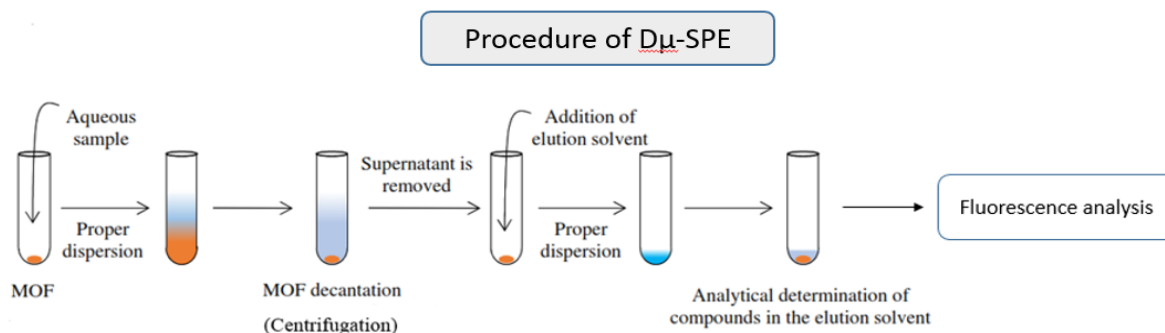 Procedure of Dµ-SPE
Aqueous
sample
Proper
dispersion
MOF
MOF decantation
(Centrifugation)
Supernatant is
removed
Addition of
elution solvent
Proper
dispersion
Analytical determination of
compounds in the elution solvent
Fluorescence analysis